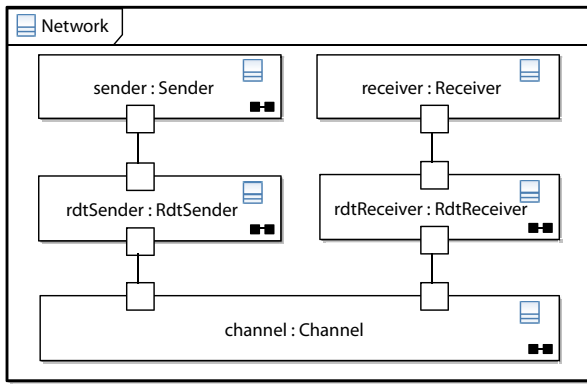 Network
sender : Sender
receiver : Receiver
rdtSender : RdtSender
rdtReceiver : RdtReceiver
channel : Channel